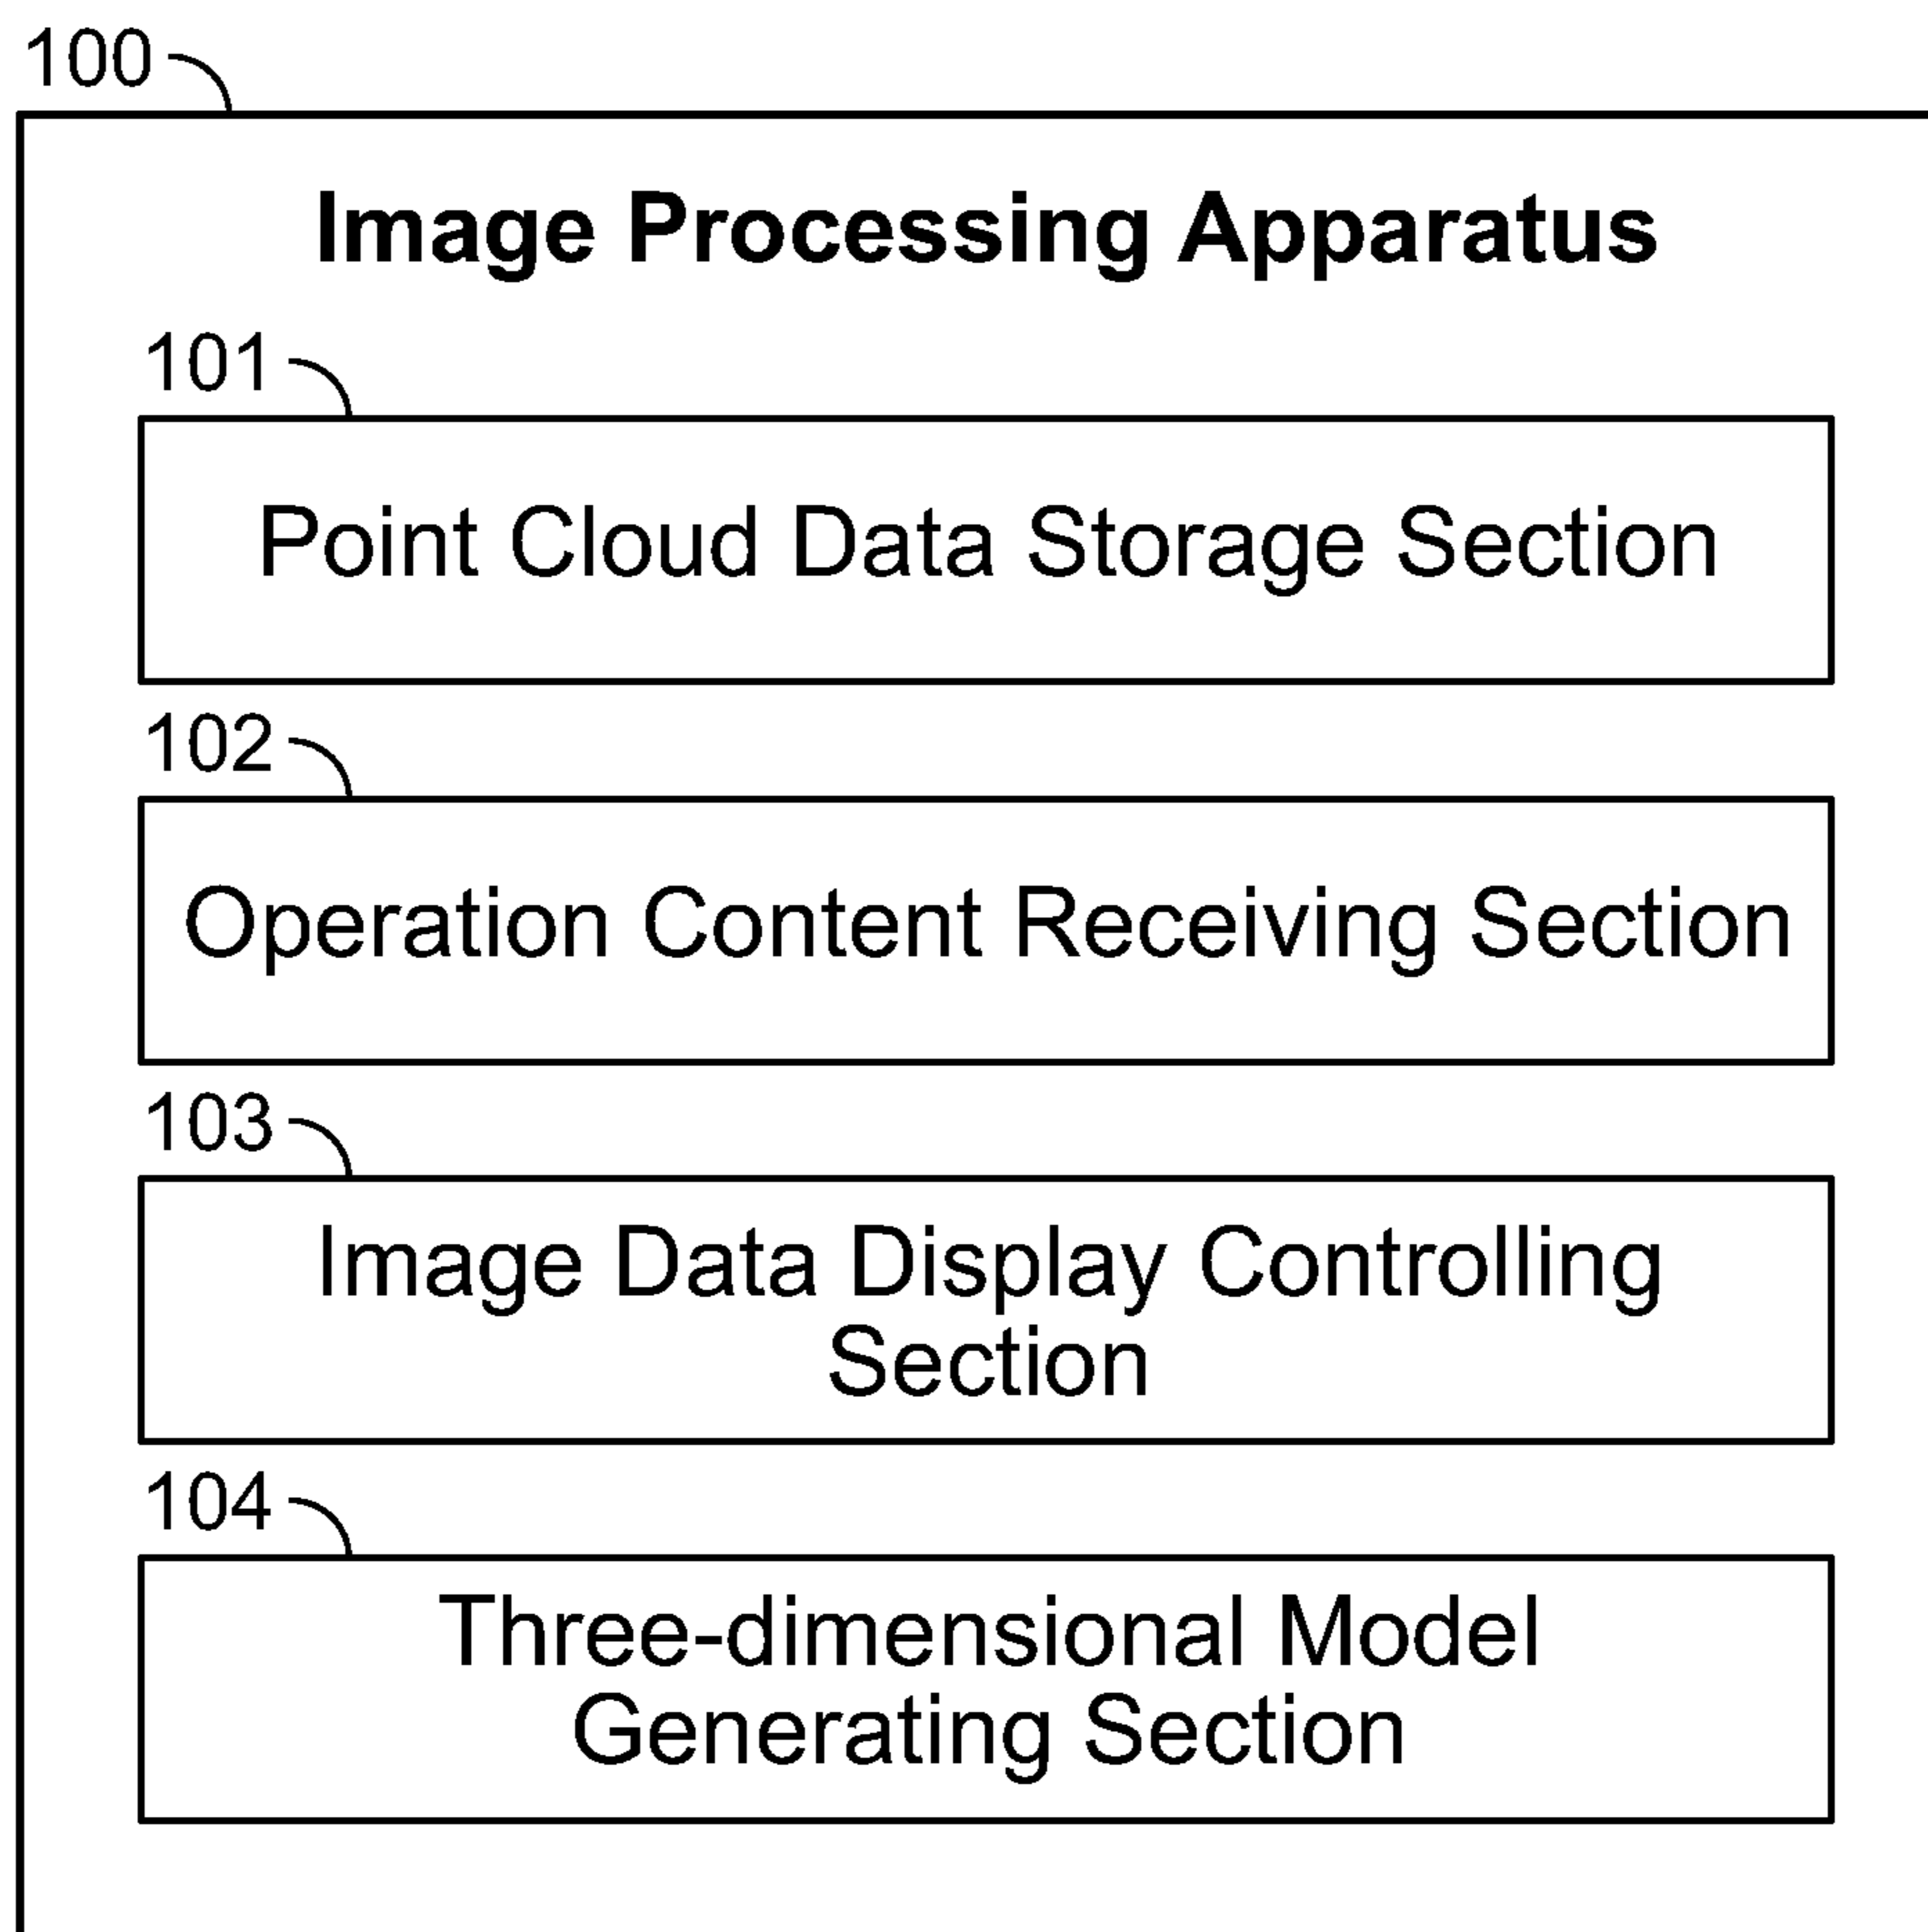 100
Image Processing Apparatus
101
Point Cloud Data Storage Section
102
Operation Content Receiving Section
103
Image Data Display Controlling
Section
104
Three-dimensional Model
Generating Section